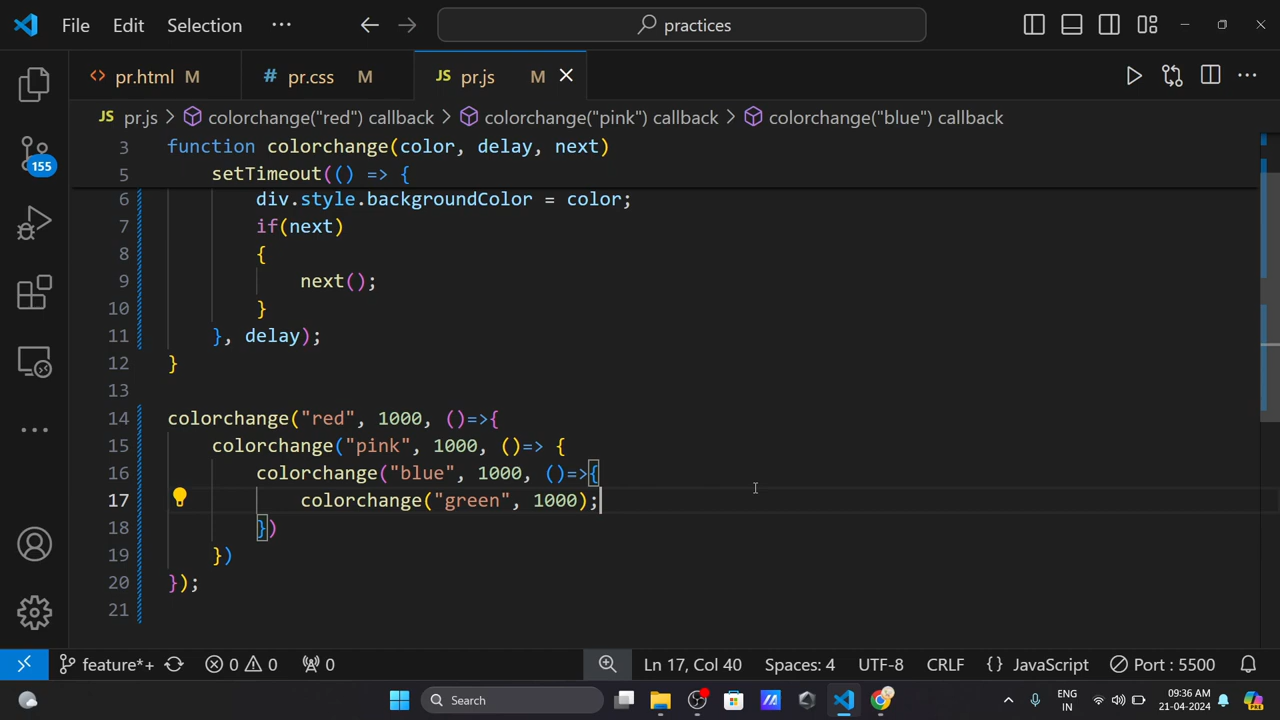 File Edit Selection ··· practices
pr.html M pr.css M JS pr.js M
JS pr.js > colorchange("red") callback > colorchange("pink") callback > colorchange("blue") callback
3 function colorchange(color, delay, next)
5 setTimeout(() => {
6 div.style.backgroundColor = color;
7 if(next)
8 {
9 next();
10 }
11 }, delay);
12 }
13
14 colorchange("red", 1000, ()=>{
15 colorchange("pink", 1000, ()=> {
16 colorchange("blue", 1000, ()=>{
17 colorchange("green", 1000);
18 })
19 })
20 });
21
155
feature*+ 0 0 0 Ln 17, Col 40 Spaces: 4 UTF-8 CRLF {} JavaScript Port : 5500
Search
ENG
IN
09:36 AM
21-04-2024
PRE